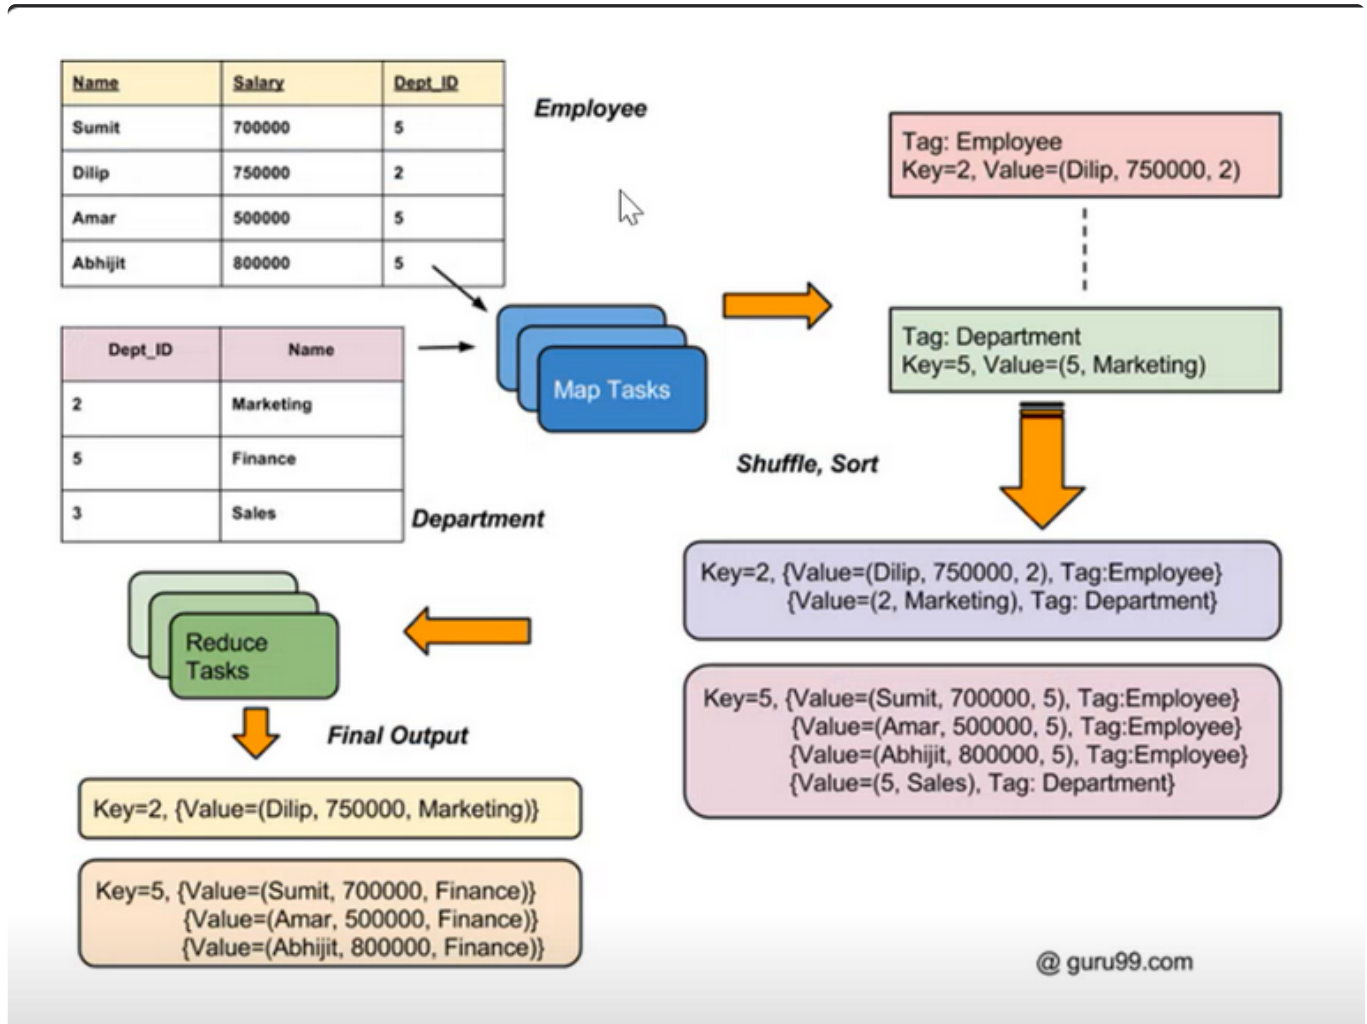 Name Salary Dept_ID
Sumit 700000 5
Dilip 750000 2
Amar 500000 5
Abhijit 800000 5
Employee
Dept_ID Name
2 Marketing
5 Finance
3 Sales
Department
Map Tasks
Tag: Employee
Key=2, Value=(Dilip, 750000, 2)
Tag: Department
Key=5, Value=(5, Marketing)
Shuffle, Sort
Key=2, {Value=(Dilip, 750000, 2), Tag:Employee}
{Value=(2, Marketing), Tag: Department}
Key=5, {Value=(Sumit, 700000, 5), Tag:Employee}
{Value=(Amar, 500000, 5), Tag:Employee}
{Value=(Abhijit, 800000, 5), Tag:Employee}
{Value=(5, Sales), Tag: Department}
Reduce
Tasks
Final Output
Key=2, {Value=(Dilip, 750000, Marketing)}
Key=5, {Value=(Sumit, 700000, Finance)}
{Value=(Amar, 500000, Finance)}
{Value=(Abhijit, 800000, Finance)}
@ guru99.com